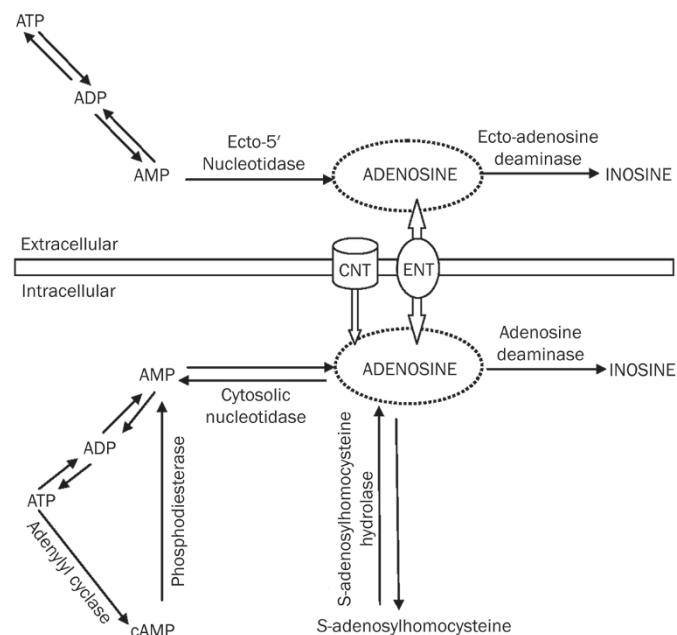 ATP
ADP
AMP
Ecto-5′
Nucleotidase
ADENOSINE
Ecto-adenosine
deaminase
INOSINE
Extracellular
CNT
ENT
Intracellular
AMP
Cytosolic
nucleotidase
ADENOSINE
Adenosine
deaminase
INOSINE
ADP
ATP
Adenylyl cyclase
Phosphodiesterase
cAMP
S-adenosylhomocysteine
hydrolase
S-adenosylhomocysteine